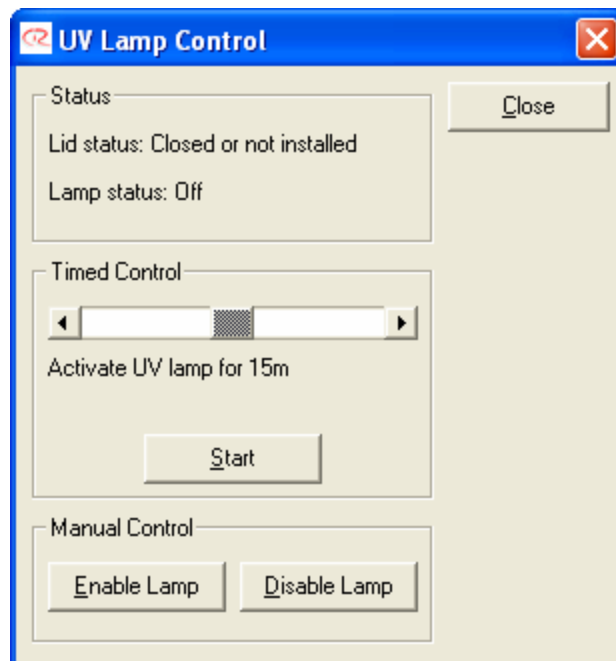 UV Lamp Control
Status
Close
Lid status: Closed or not installed
Lamp status: Off
Timed Control
Activate UV lamp for 15m
Start
Manual Control
Enable Lamp
Disable Lamp